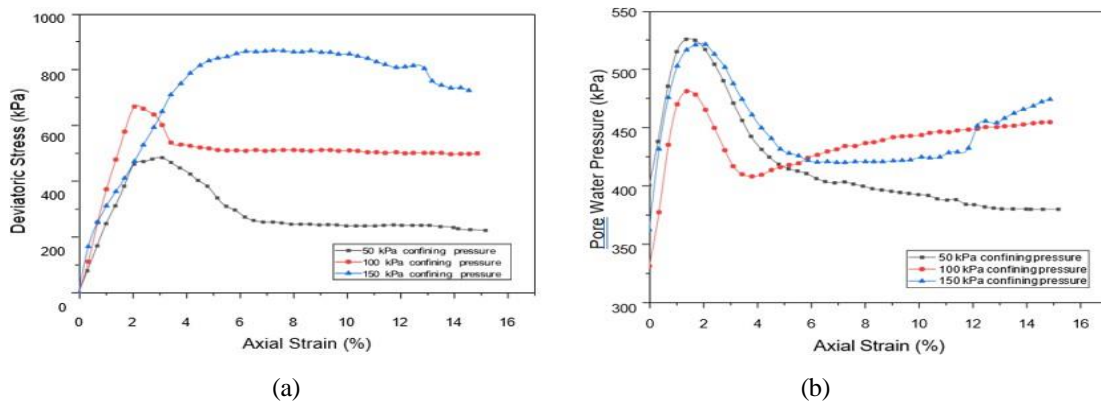 1000
800
600
400
200
0
Deviatoric Stress (kPa)
50 kPa confining pressure
100 kPa confining pressure
150 kPa confining pressure
0 2 4 6 8 10 12 14 16
Axial Strain (%)
(a)
550
500
450
400
350
300
Pore Water Pressure (kPa)
50 kPa confining pressure
100 kPa confining pressure
150 kPa confining pressure
0 2 4 6 8 10 12 14 16
Axial Strain (%)
(b)